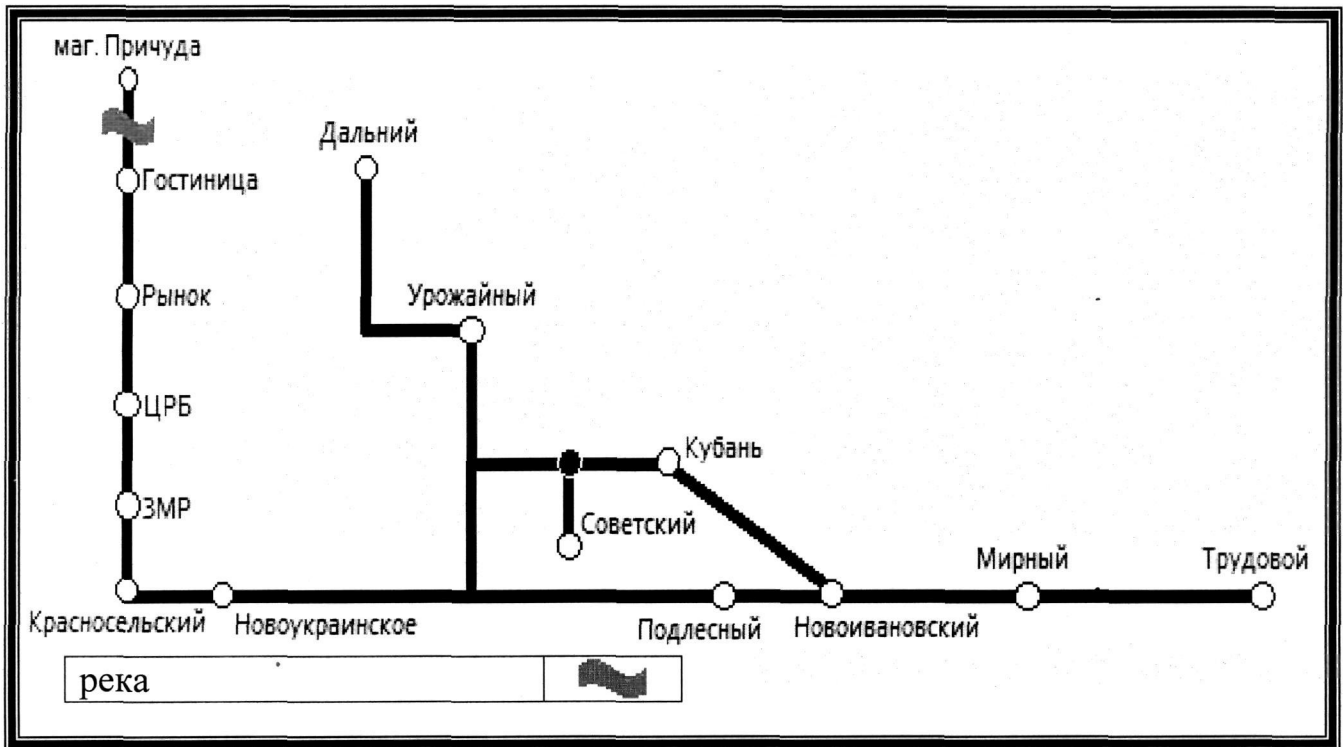 маг. Причуда
Дальний
Гостиница
Рынок
Урожайный
ЦРБ
Кубань
ЗМР
Советский
Мирный
Трудовой
Красносельский
Новоукраинское
Подлесный
Новоивановский
река